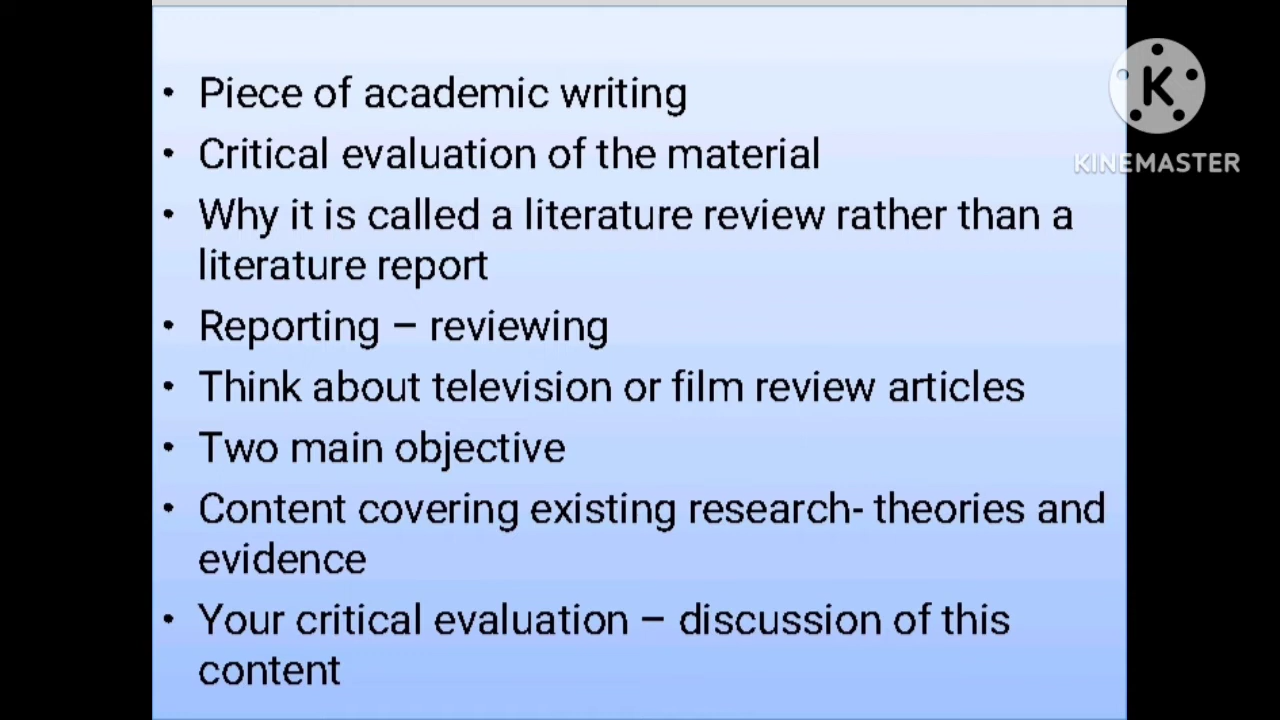 • Piece of academic writing
• Critical evaluation of the material
• Why it is called a literature review rather than a
literature report
• Reporting – reviewing
• Think about television or film review articles
• Two main objective
• Content covering existing research- theories and
evidence
• Your critical evaluation – discussion of this
content
K
KINEMASTER